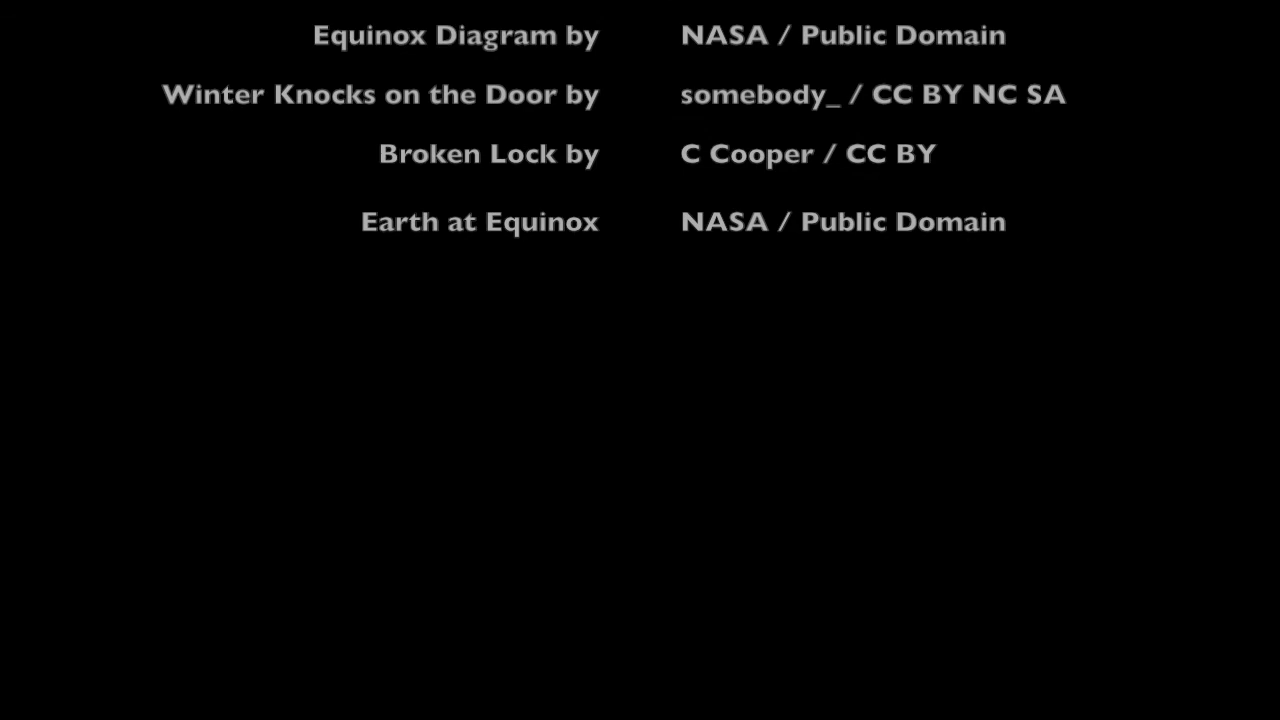 Equinox Diagram by NASA / Public Domain
Winter Knocks on the Door by somebody_ / CC BY NC SA
Broken Lock by C Cooper / CC BY
Earth at Equinox NASA / Public Domain